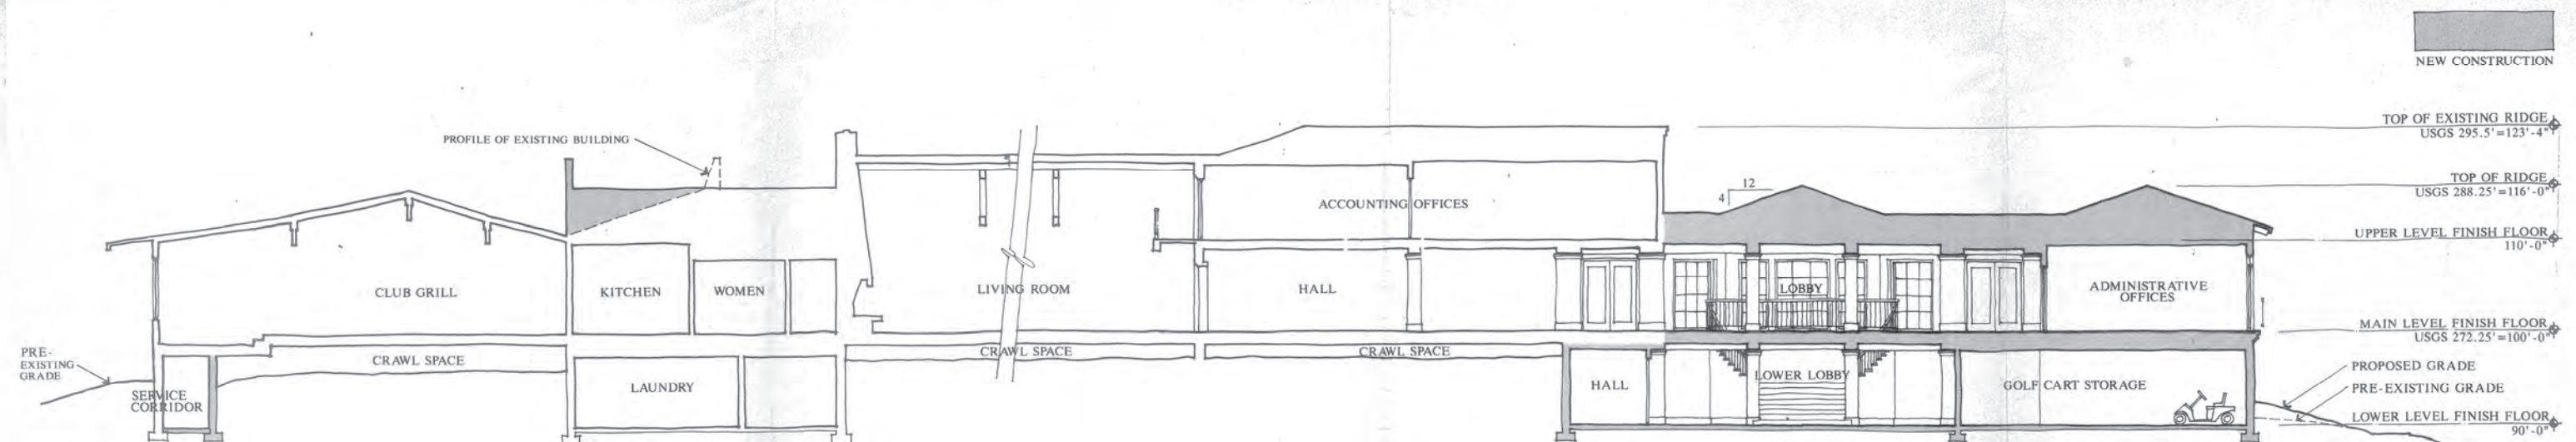 NEW CONSTRUCTION
TOP OF EXISTING RIDGE
USGS 295.5'=123'-4"
PROFILE OF EXISTING BUILDING
TOP OF RIDGE
USGS 288.25'=116'-0"
12
4
ACCOUNTING OFFICES
UPPER LEVEL FINISH FLOOR
110'-0"
CLUB GRILL
KITCHEN
WOMEN
LIVING ROOM
HALL
LOBBY
ADMINISTRATIVE
OFFICES
MAIN LEVEL FINISH FLOOR
USGS 272.25'=100'-0"
PRE-
EXISTING
GRADE
CRAWL SPACE
CRAWL SPACE
CRAWL SPACE
SERVICE
CORRIDOR
LAUNDRY
HALL
LOWER LOBBY
GOLF CART STORAGE
PROPOSED GRADE
PRE-EXISTING GRADE
LOWER LEVEL FINISH FLOOR
90'-0"